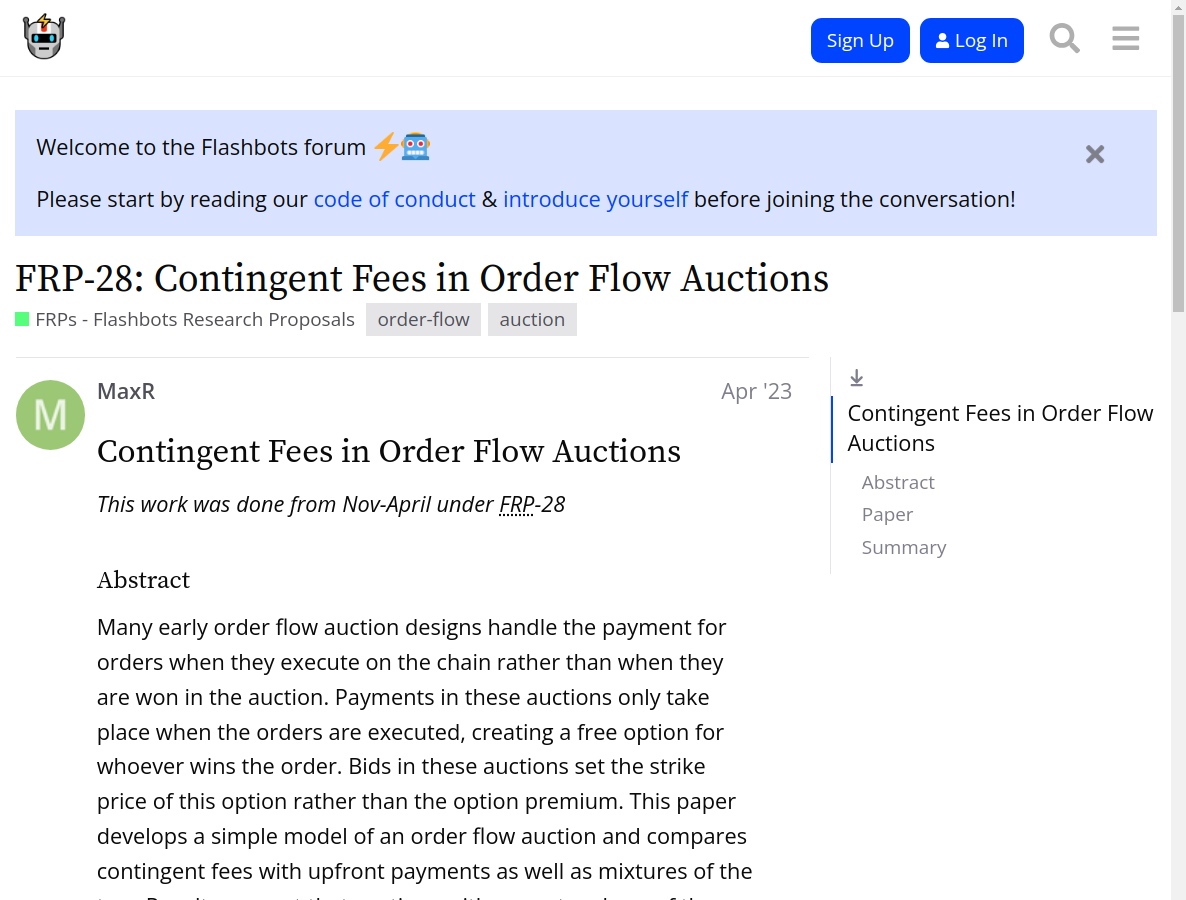 Sign Up
Log In
Welcome to the Flashbots forum
Please start by reading our code of conduct & introduce yourself before joining the conversation!
FRP-28: Contingent Fees in Order Flow Auctions
FRPs - Flashbots Research Proposals
order-flow
auction
M
MaxR
Apr '23
Contingent Fees in Order Flow Auctions
This work was done from Nov-April under FRP-28
Abstract
Many early order flow auction designs handle the payment for
orders when they execute on the chain rather than when they
are won in the auction. Payments in these auctions only take
place when the orders are executed, creating a free option for
whoever wins the order. Bids in these auctions set the strike
price of this option rather than the option premium. This paper
develops a simple model of an order flow auction and compares
contingent fees with upfront payments as well as mixtures of the
Contingent Fees in Order Flow
Auctions
Abstract
Paper
Summary